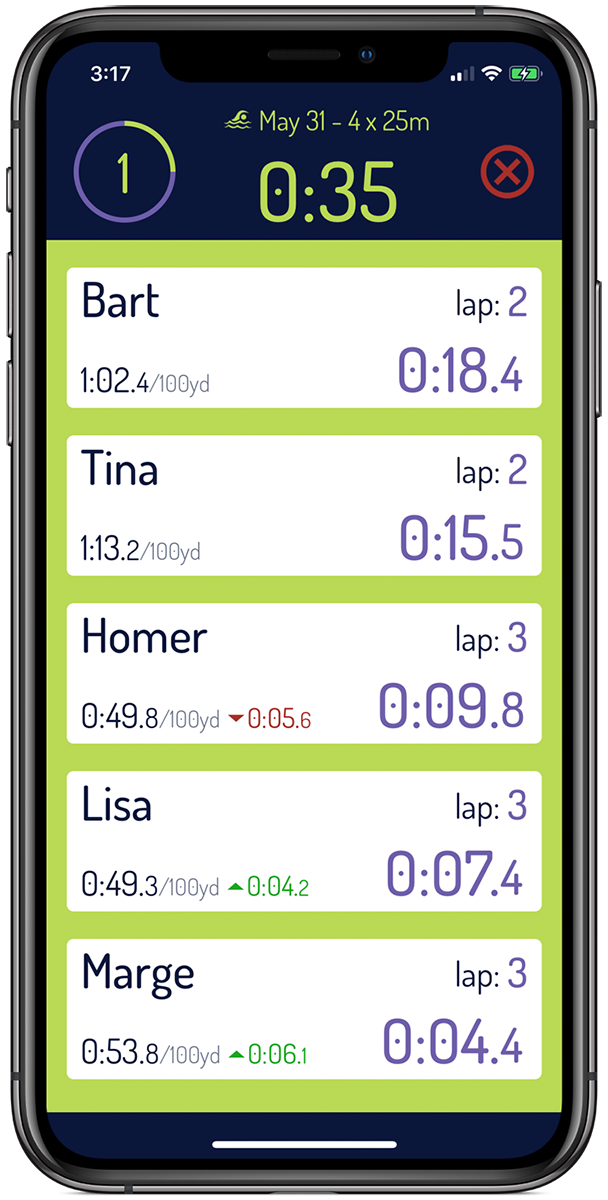 3:17
May 31 - 4 x 25m
1
0:35
Bart
lap: 2
1:02.4/100yd
0:18.4
Tina
lap: 2
1:13.2/100yd
0:15.5
Homer
lap: 3
0:49.8/100yd 0:05.6
0:09.8
Lisa
lap: 3
0:49.3/100yd 0:04.2
0:07.4
Marge
lap: 3
0:53.8/100yd 0:06.1
0:04.4